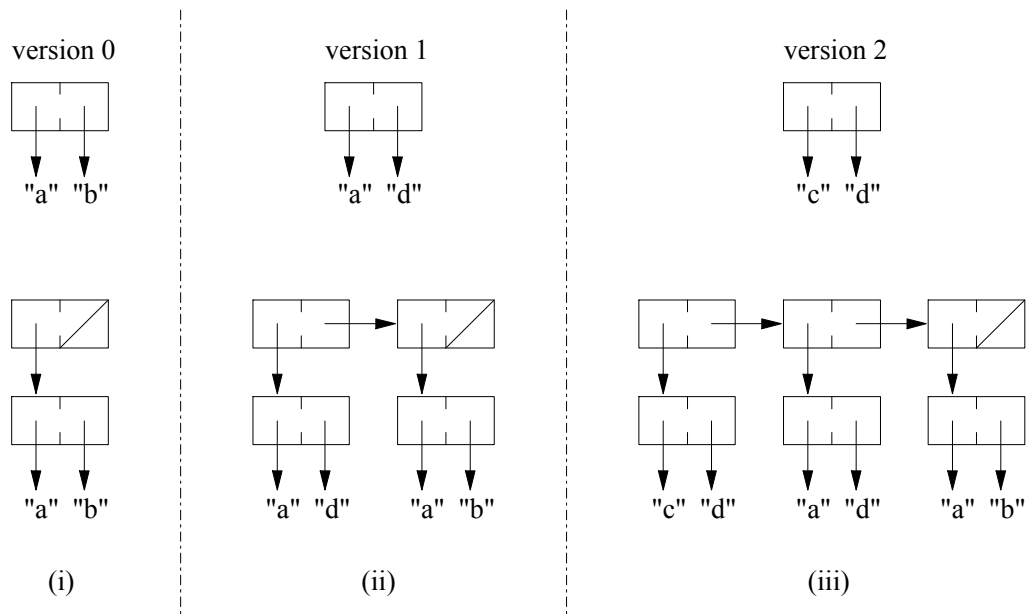 version 0 version 1 version 2
"a" "b" "a" "d" "c" "d"
"a" "b" "a" "d" "a" "b" "c" "d" "a" "d" "a" "b"
(i) (ii) (iii)